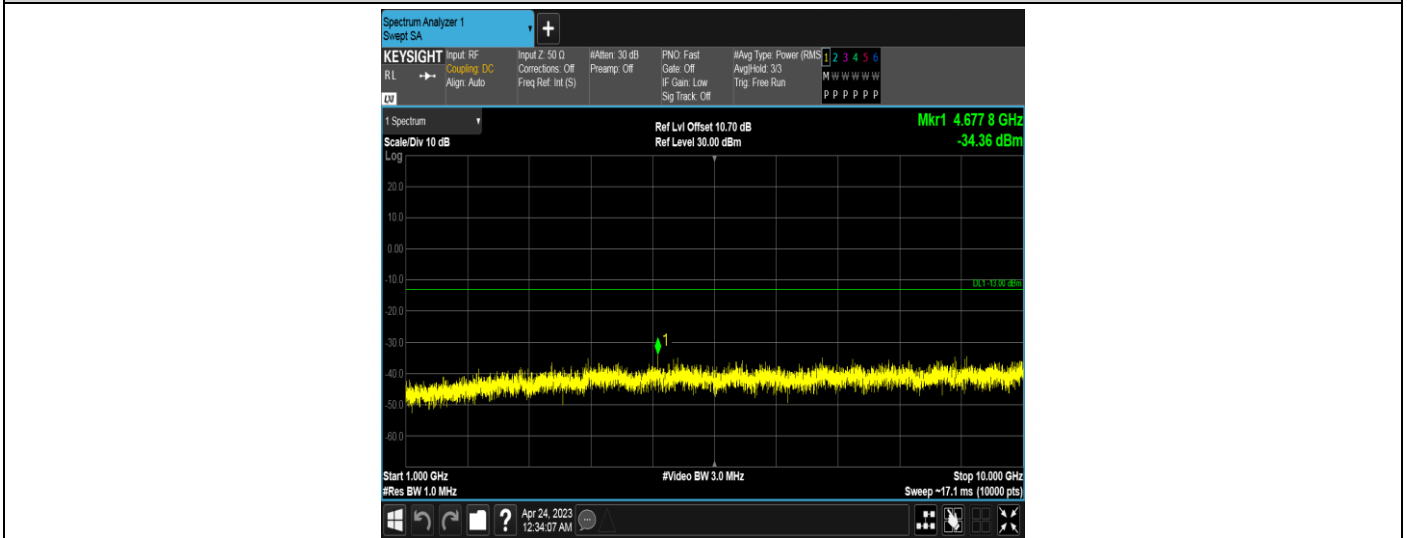 Spectrum Analyzer 1
Swept SA
+
KEYSIGHT
RL
LXI
Input: RF
Coupling: DC
Align: Auto
Input Z: 50 Ω
Corrections: Off
Freq Ref: Int (S)
#Atten: 30 dB
Preamp: Off
PNO: Fast
Gate: Off
IF Gain: Low
Sig Track: Off
#Avg Type: Power (RMS
Avg|Hold: 3/3
Trig: Free Run
1 2 3 4 5 6
M W W W W W
P P P P P P
1 Spectrum
Scale/Div 10 dB
Ref Lvl Offset 10.70 dB
Ref Level 30.00 dBm
Mkr1 4.677 8 GHz
-34.36 dBm
Log
20.0
10.0
0.00
-10.0
DL1 -13.00 dBm
-20.0
-30.0
1
-40.0
-50.0
-60.0
Start 1.000 GHz
#Video BW 3.0 MHz
Stop 10.000 GHz
#Res BW 1.0 MHz
Sweep ~17.1 ms (10000 pts)
?
Apr 24, 2023
12:34:07 AM